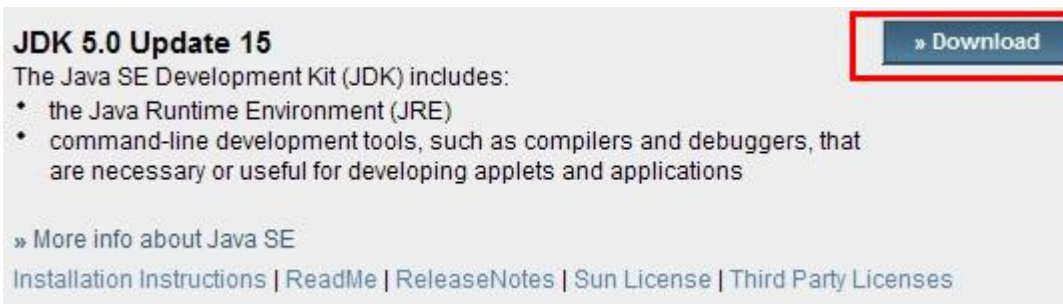 JDK 5.0 Update 15
» Download
The Java SE Development Kit (JDK) includes:
• the Java Runtime Environment (JRE)
• command-line development tools, such as compilers and debuggers, that
are necessary or useful for developing applets and applications
» More info about Java SE
Installation Instructions | ReadMe | ReleaseNotes | Sun License | Third Party Licenses